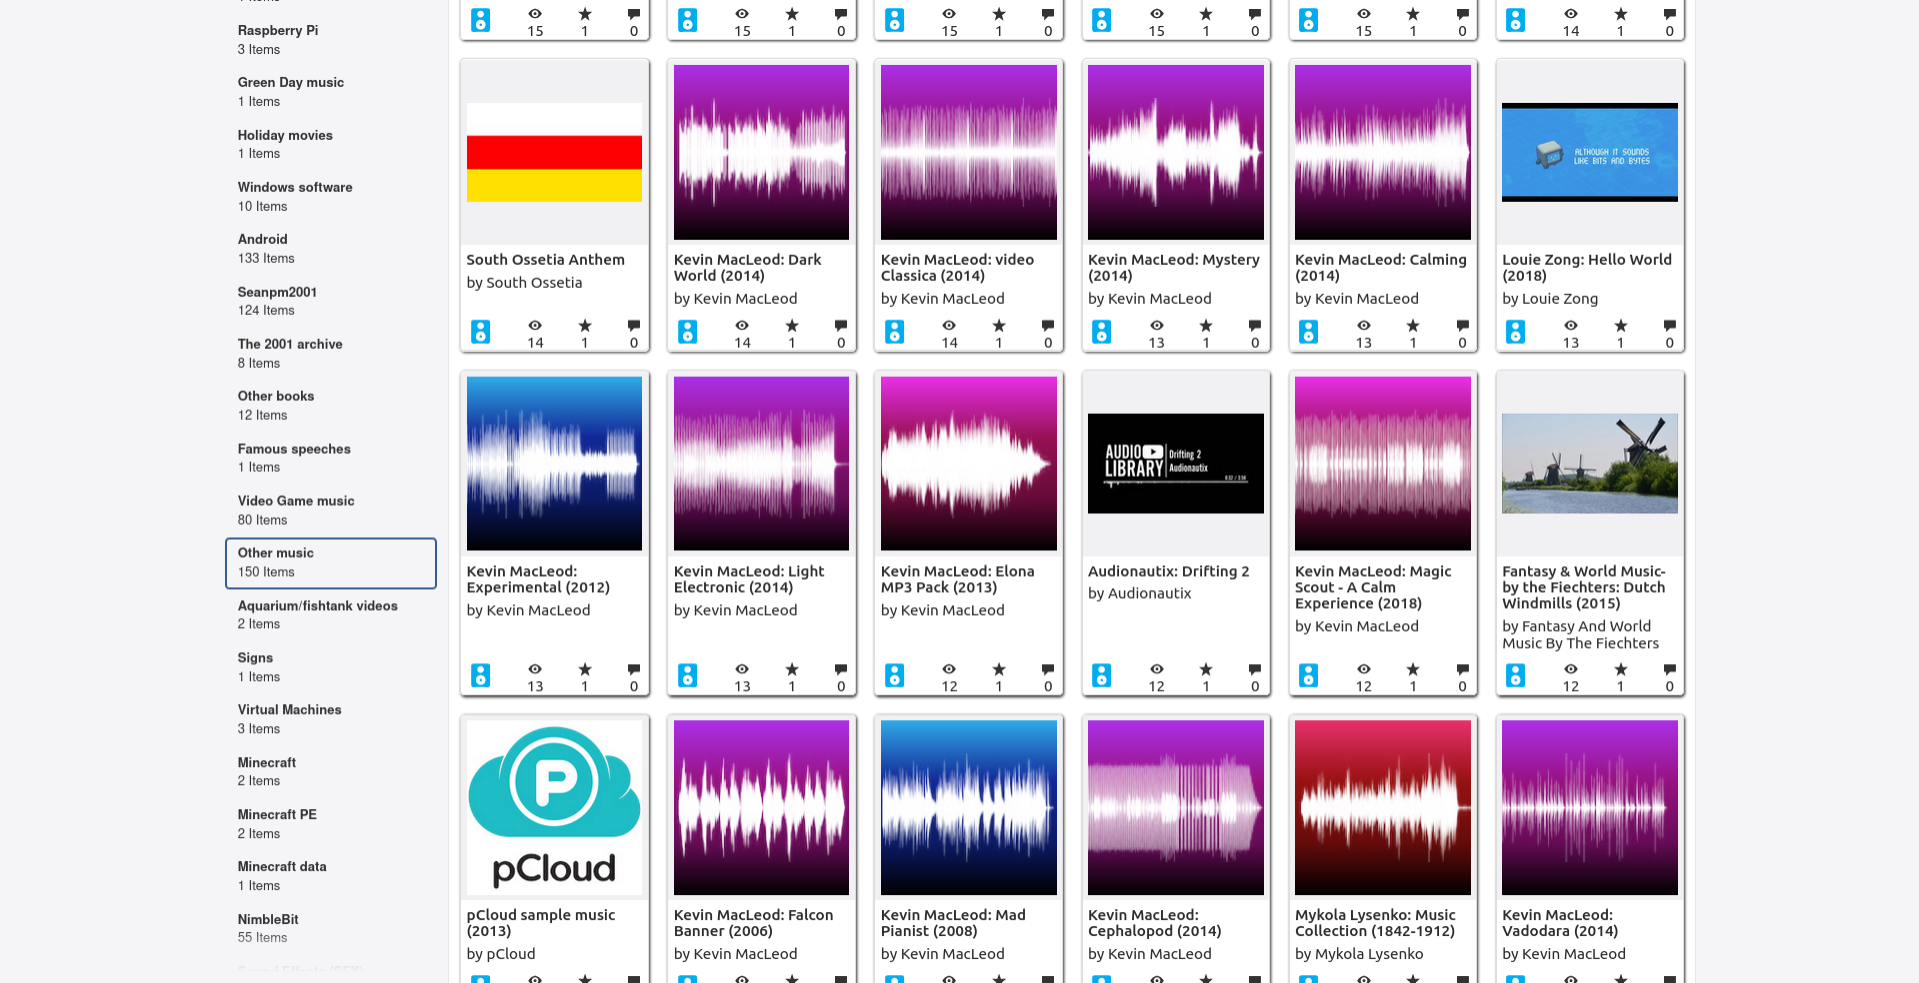 Raspberry Pi
3 Items
Green Day music
1 Items
Holiday movies
1 Items
Windows software
10 Items
Android
133 Items
Seanpm2001
124 Items
The 2001 archive
8 Items
Other books
12 Items
Famous speeches
1 Items
Video Game music
80 Items
Other music
150 Items
Aquarium/fishtank videos
2 Items
Signs
1 Items
Virtual Machines
3 Items
Minecraft
2 Items
Minecraft PE
2 Items
Minecraft data
1 Items
NimbleBit
55 Items
15 1 0
15 1 0
15 1 0
15 1 0
15 1 0
14 1 0
South Ossetia Anthem
by South Ossetia
14 1 0
Kevin MacLeod: Dark
World (2014)
by Kevin MacLeod
14 1 0
Kevin MacLeod: video
Classica (2014)
by Kevin MacLeod
14 1 0
Kevin MacLeod: Mystery
(2014)
by Kevin MacLeod
13 1 0
Kevin MacLeod: Calming
(2014)
by Kevin MacLeod
13 1 0
ALTHOUGH IT SOUNDS
LIKE BITS AND BYTES
Louie Zong: Hello World
(2018)
by Louie Zong
13 1 0
Kevin MacLeod:
Experimental (2012)
by Kevin MacLeod
13 1 0
Kevin MacLeod: Light
Electronic (2014)
by Kevin MacLeod
13 1 0
Kevin MacLeod: Elona
MP3 Pack (2013)
by Kevin MacLeod
12 1 0
AUDIO
LIBRARY
Drifting 2
Audionautix
Audionautix: Drifting 2
by Audionautix
12 1 0
Kevin MacLeod: Magic
Scout - A Calm
Experience (2018)
by Kevin MacLeod
12 1 0
Fantasy & World Music-
by the Fiechters: Dutch
Windmills (2015)
by Fantasy And World
Music By The Fiechters
12 1 0
pCloud
pCloud sample music
(2013)
by pCloud
Kevin MacLeod: Falcon
Banner (2006)
by Kevin MacLeod
Kevin MacLeod: Mad
Pianist (2008)
by Kevin MacLeod
Kevin MacLeod:
Cephalopod (2014)
by Kevin MacLeod
Mykola Lysenko: Music
Collection (1842-1912)
by Mykola Lysenko
Kevin MacLeod:
Vadodara (2014)
by Kevin MacLeod